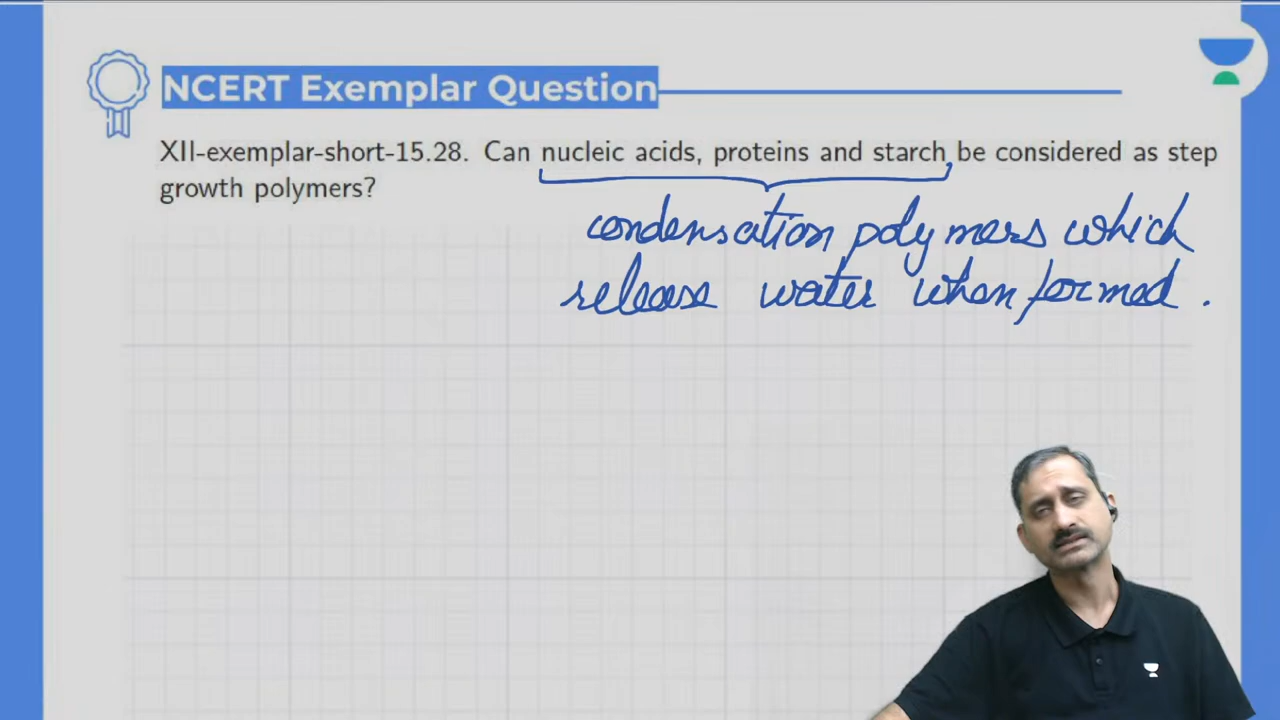 NCERT Exemplar Question
XII-exemplar-short-15.28. Can nucleic acids, proteins and starch be considered as step
growth polymers?
condensation polymers which
release water when formed.